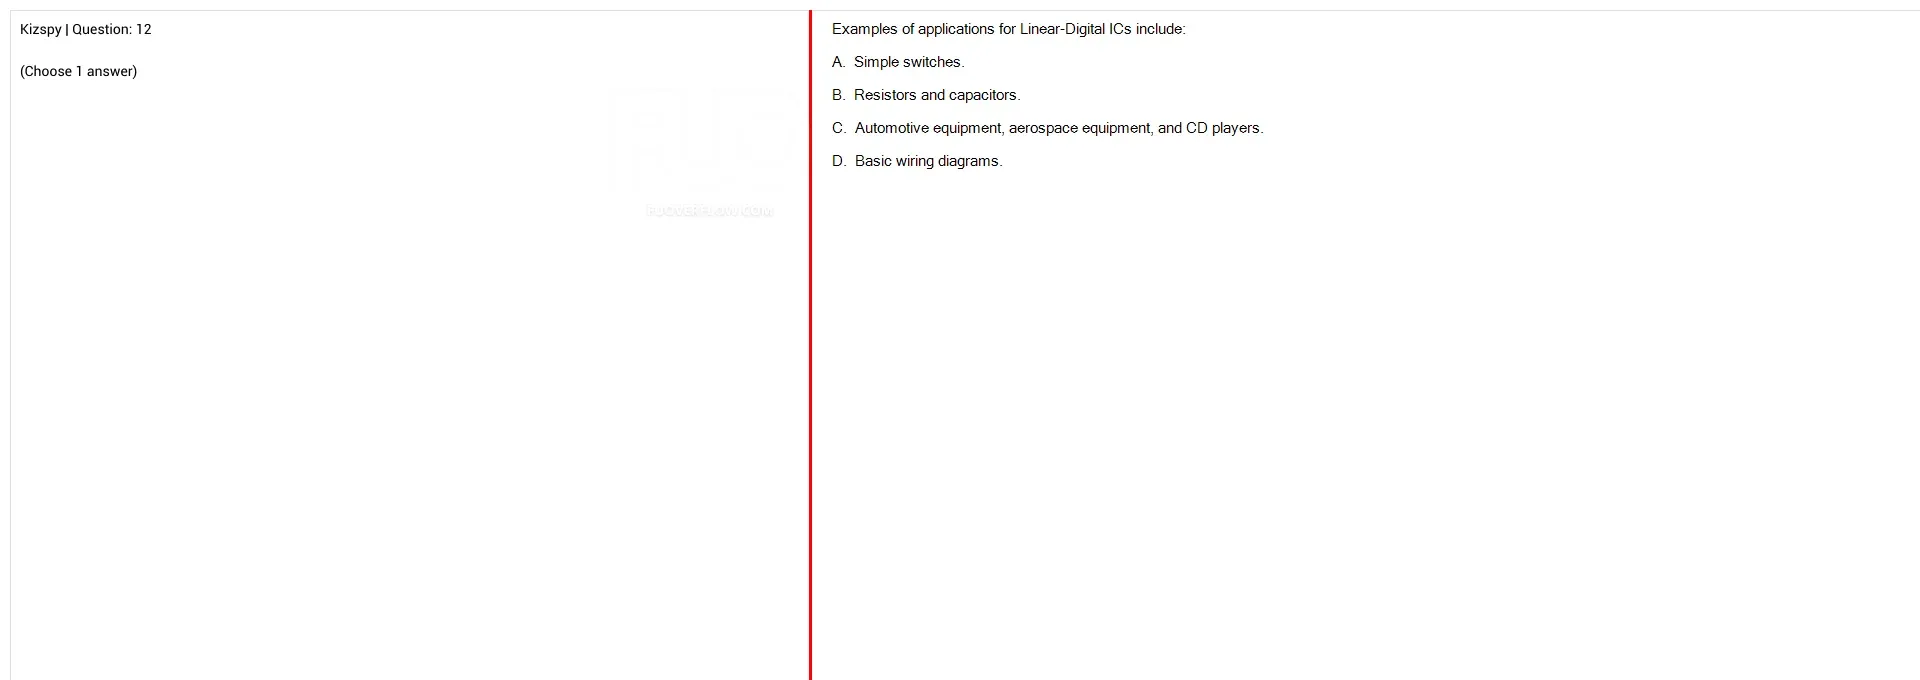 Kizspy | Question: 12
(Choose 1 answer)
Examples of applications for Linear-Digital ICs include:
A. Simple switches.
B. Resistors and capacitors.
C. Automotive equipment, aerospace equipment, and CD players.
D. Basic wiring diagrams.